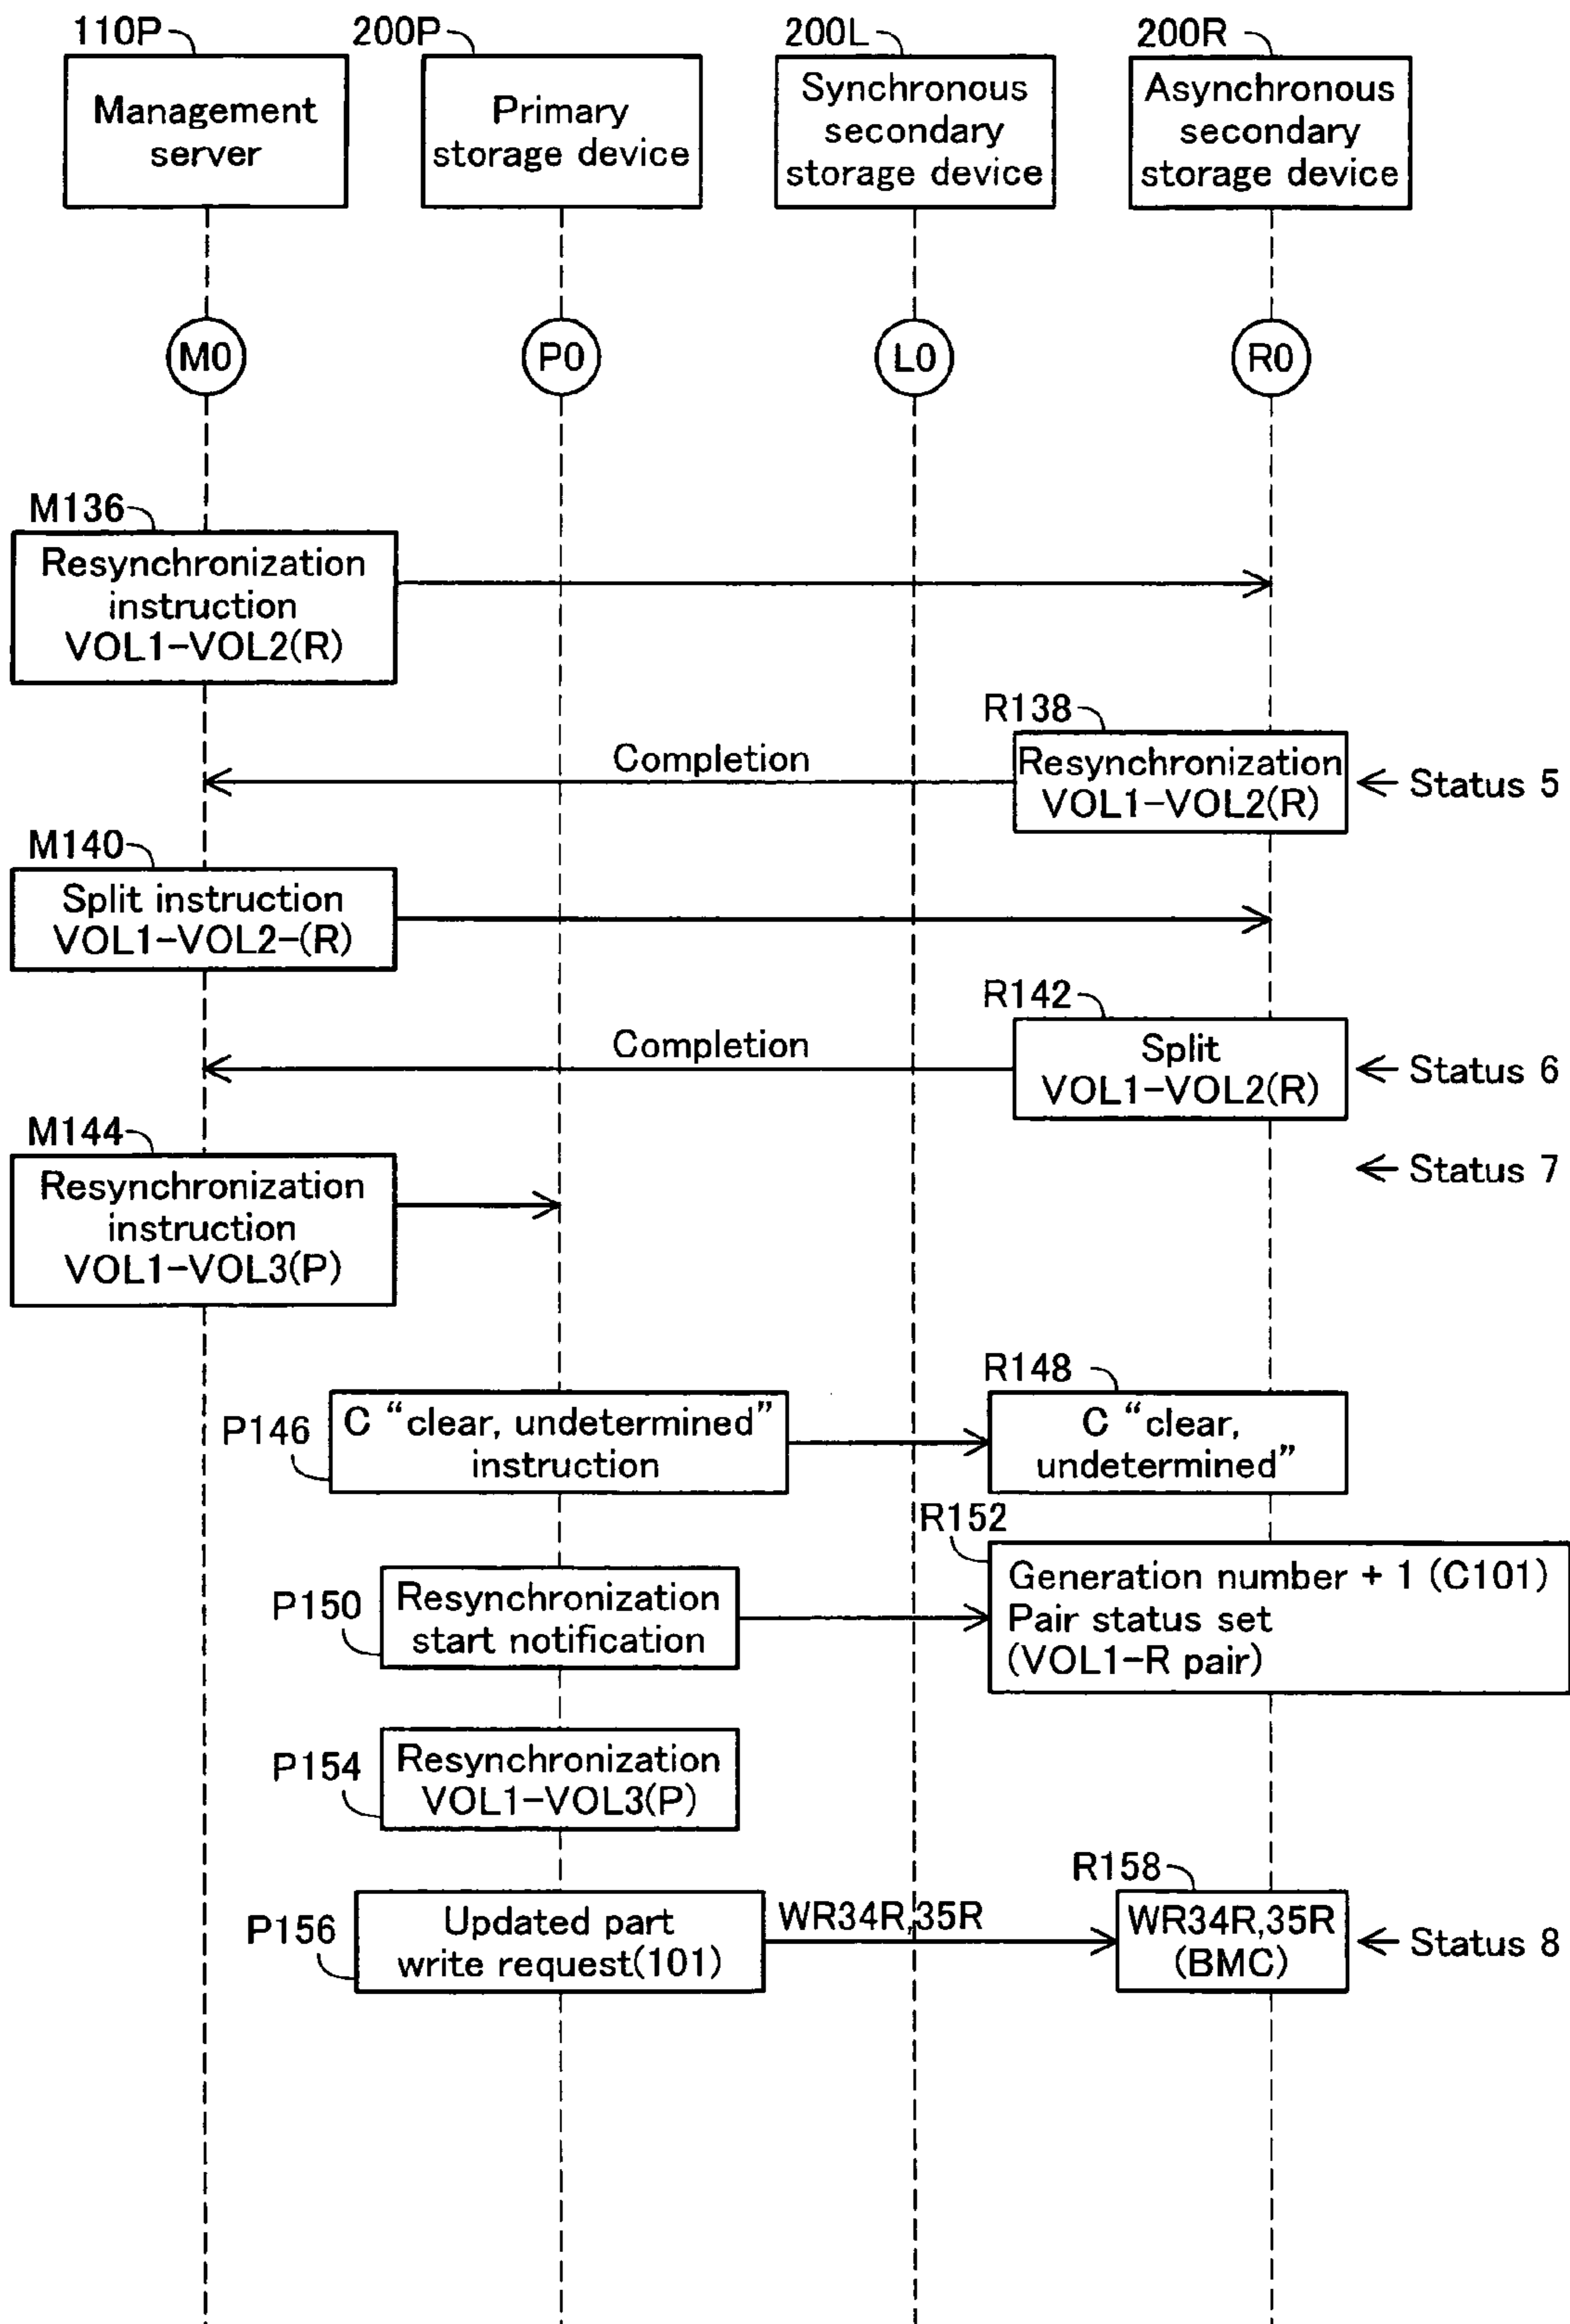 110P
200P
200L
200R
Management
server
Primary
storage device
Synchronous
secondary
storage device
Asynchronous
secondary
storage device
M0
P0
L0
R0
M136
Resynchronization
instruction
VOL1-VOL2(R)
R138
Completion
Resynchronization
VOL1-VOL2(R)
Status 5
M140
Split instruction
VOL1-VOL2-(R)
R142
Completion
Split
VOL1-VOL2(R)
Status 6
M144
Resynchronization
instruction
VOL1-VOL3(P)
Status 7
R148
P146
C “clear, undetermined”
instruction
C “clear,
undetermined”
R152
P150
Resynchronization
start notification
Generation number + 1 (C101)
Pair status set
(VOL1-R pair)
P154
Resynchronization
VOL1-VOL3(P)
R158
P156
Updated part
write request(101)
WR34R,35R
WR34R,35R
(BMC)
Status 8